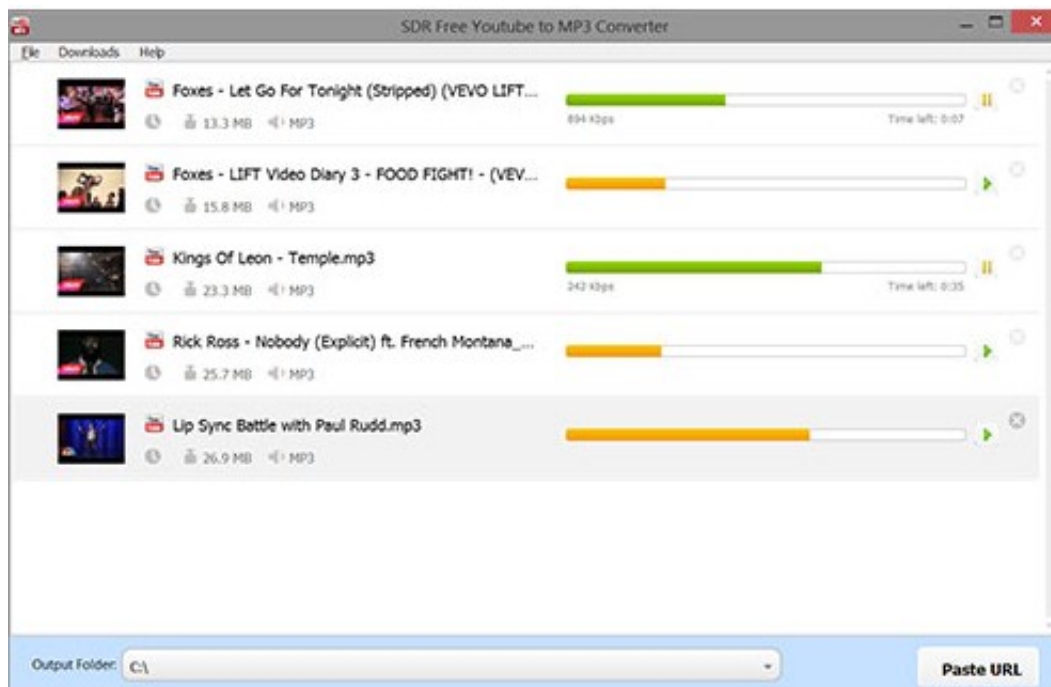 SDR Free Youtube to MP3 Converter
File Downloads Help
Foxes - Let Go For Tonight (Stripped) (VEVO LIFT...
13.3 MB MP3
894 kbps Time left: 0:07
Foxes - LIFT Video Diary 3 - FOOD FIGHT! - (VEV...
15.8 MB MP3
Kings Of Leon - Temple.mp3
23.3 MB MP3
242 kbps Time left: 0:35
Rick Ross - Nobody (Explicit) ft. French Montana_...
25.7 MB MP3
Lip Sync Battle with Paul Rudd.mp3
26.9 MB MP3
Output Folder: C:\ Paste URL